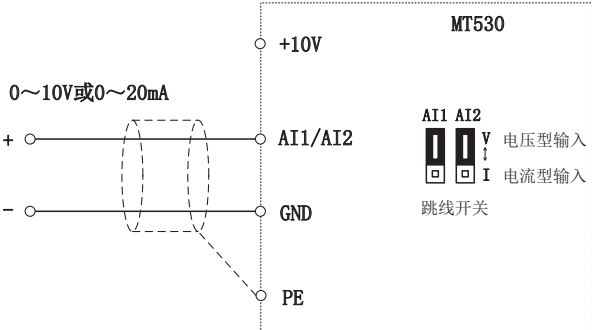 MT530
+10V
0～10V或0～20mA
AI1 AI2
+
AI1/AI2
V 电压型输入
↕
I 电流型输入
-
GND
跳线开关
PE